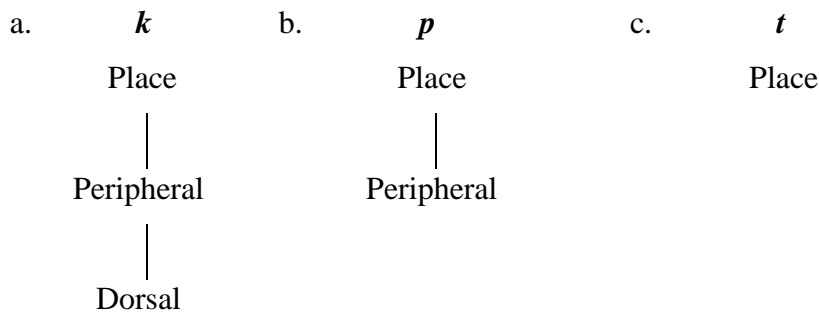 a. k b. p c. t
Place Place Place
Peripheral Peripheral
Dorsal